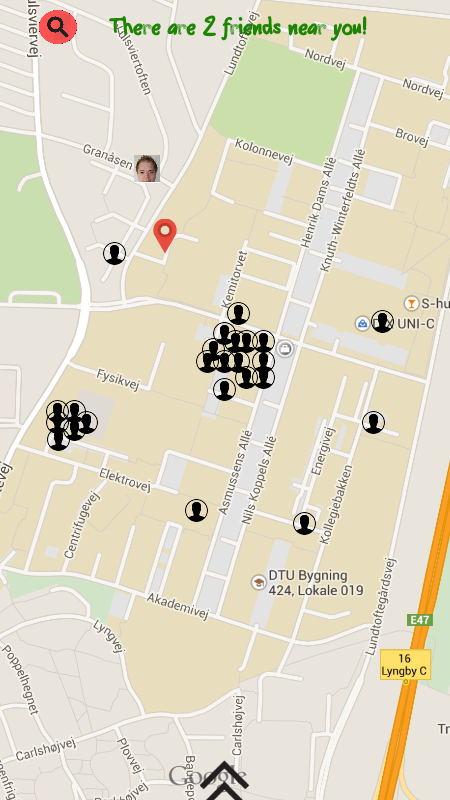 There are 2 friends near you!
Lundtoftegårdsvej
Nordvej
Nordvej
Brovej
Granåsen
Kolonnevej
Henrik Dams Allé
Knuth-Winterfeldts Allé
Kemitorvet
S-hu
UNI-C
Fysikvej
Elektrovej
Centrifugevej
Asmussens Allé
Nils Koppels Allé
Energivej
Kollegiebakken
DTU Bygning
424, Lokale 019
Akademivej
E47
16
Lyngby C
Lyngvej
Poppelhegnet
Carlshøjvej
Carlshøjvej
Plovvej
Google